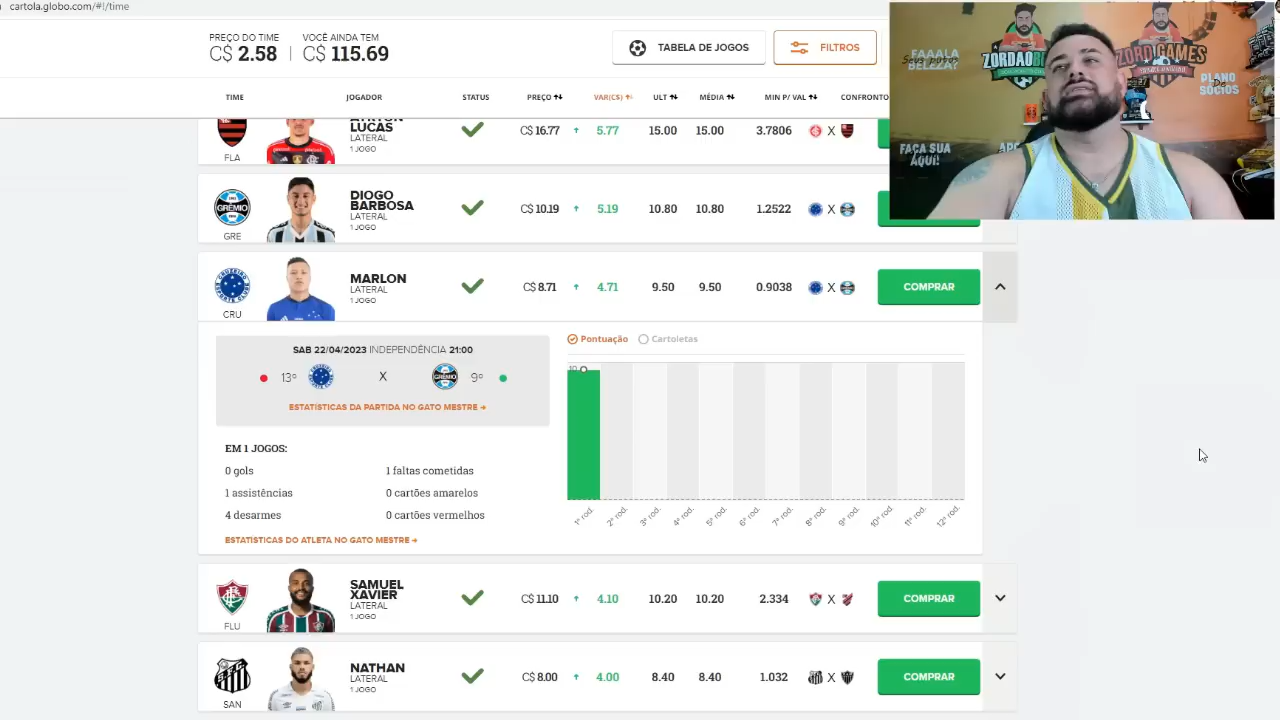 cartola.globo.com/#!/time
PREÇO DO TIME
C$ 2.58
VOCÊ AINDA TEM
C$ 115.69
TABELA DE JOGOS
FILTROS
TIME JOGADOR STATUS PREÇO VAR(C$) ULT MÉDIA MIN P/ VAL CONFRONTO
LUCAS
LATERAL
1 JOGO
FLA
C$ 16.77 5.77 15.00 15.00 3.7806 X
GRÊMIO
GRE
DIOGO
BARBOSA
LATERAL
1 JOGO
C$ 10.19 5.19 10.80 10.80 1.2522 X
CRU
MARLON
LATERAL
1 JOGO
C$ 8.71 4.71 9.50 9.50 0.9038 X
COMPRAR
SAB 22/04/2023 INDEPENDÊNCIA 21:00
13º X GRÊMIO 9º
ESTATÍSTICAS DA PARTIDA NO GATO MESTRE
EM 1 JOGOS:
0 gols
1 faltas cometidas
1 assistências
0 cartões amarelos
4 desarmes
0 cartões vermelhos
ESTATÍSTICAS DO ATLETA NO GATO MESTRE
Pontuação Cartoletas
10
1ª rod. 2ª rod. 3ª rod. 4ª rod. 5ª rod. 6ª rod. 7ª rod. 8ª rod. 9ª rod. 10ª rod. 11ª rod. 12ª rod.
FLU
SAMUEL
XAVIER
LATERAL
1 JOGO
C$ 11.10 4.10 10.20 10.20 2.334 X
COMPRAR
SAN
NATHAN
LATERAL
1 JOGO
C$ 8.00 4.00 8.40 8.40 1.032 X
COMPRAR
FAAALA
BELEZA?
ZORD GAMES
PLANO
SÓCIOS
FAÇA SUA
AQUI!